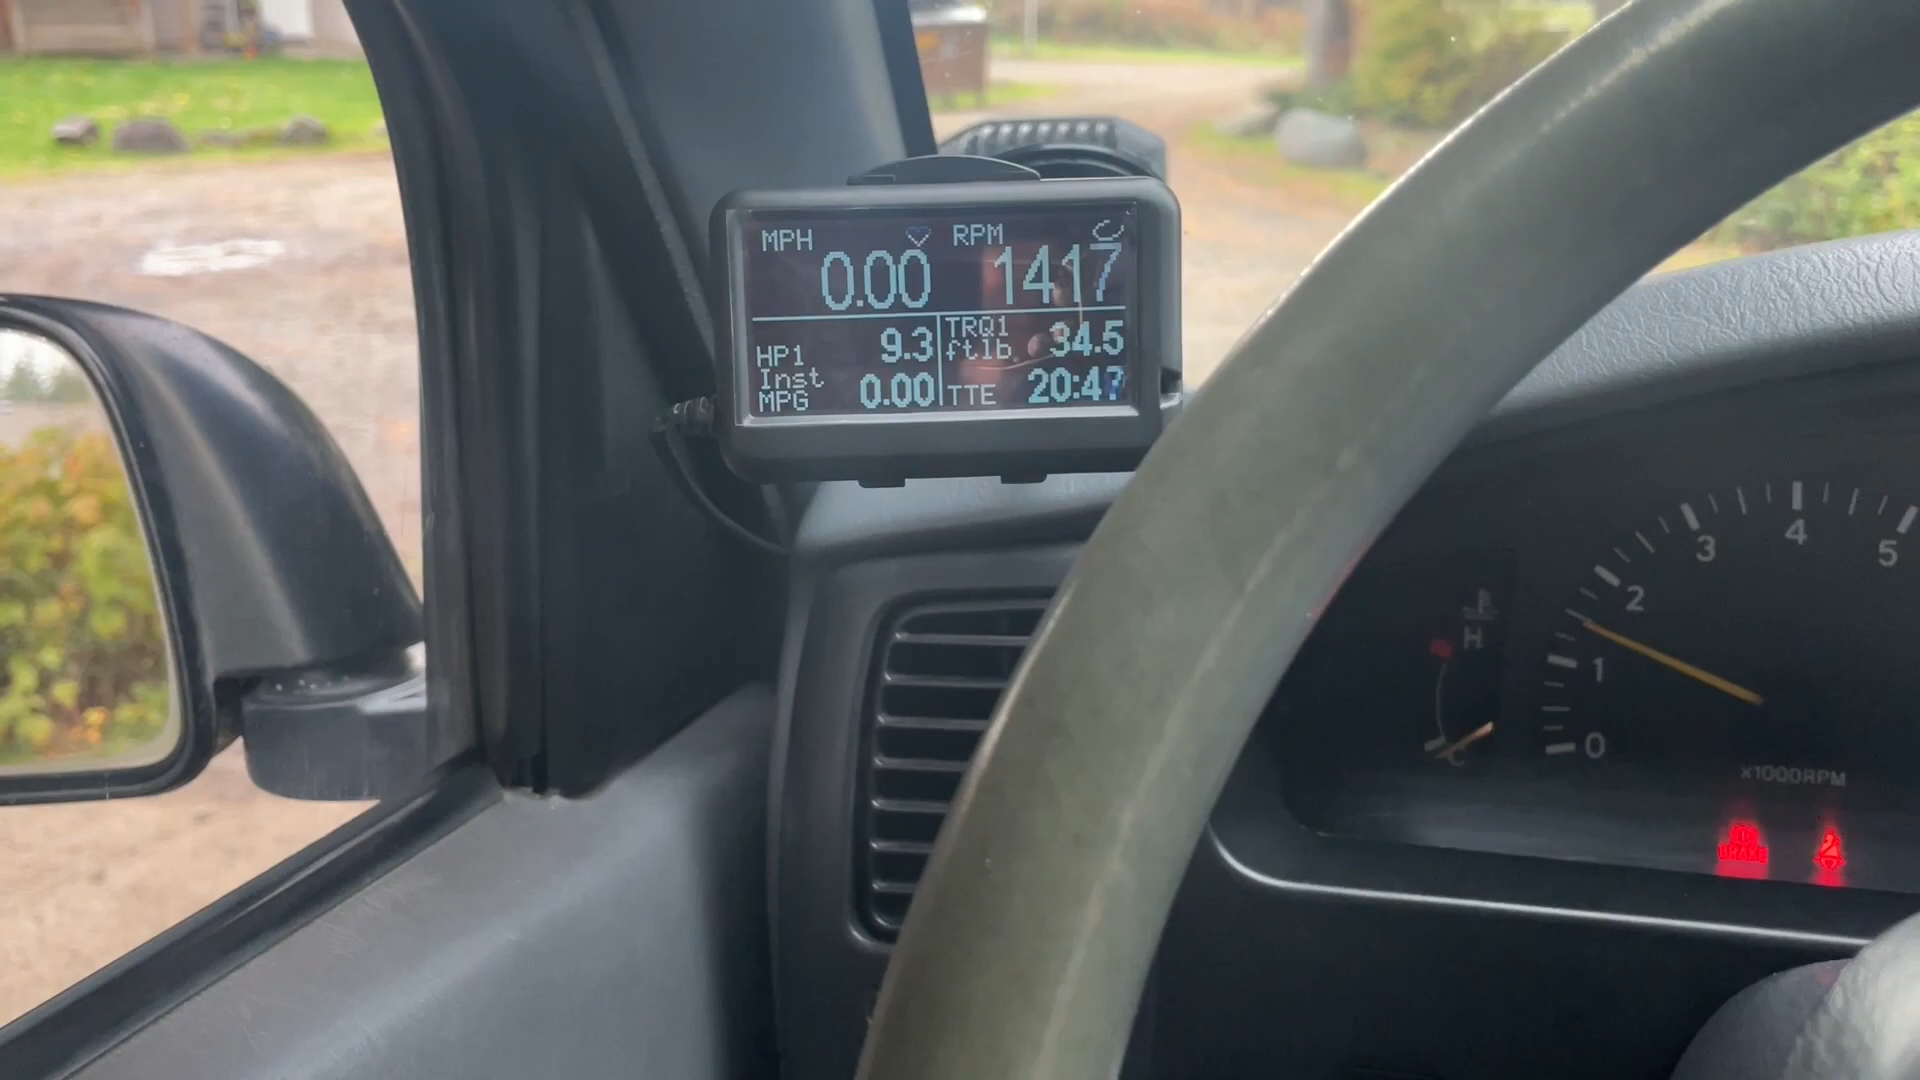 MPH RPM
0.00 1417
HP1 9.3 TRQ1 ftlb 34.5
Inst MPG 0.00 TTE 20:47
H
C
0
1
2
3
4
5
x1000RPM
BRAKE